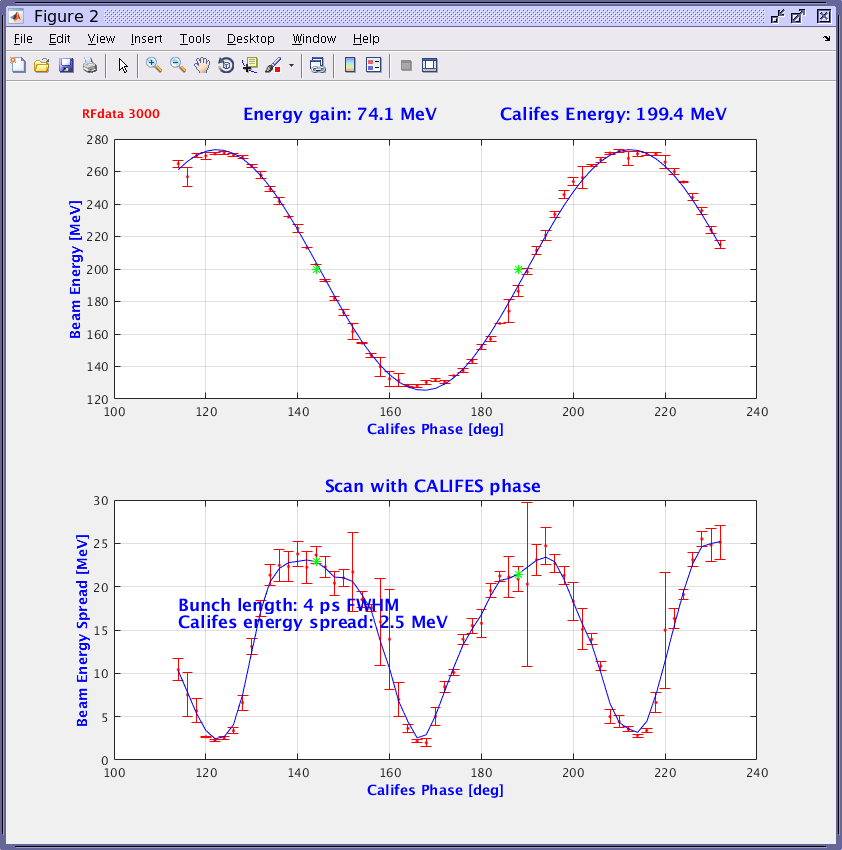 Figure 2
File Edit View Insert Tools Desktop Window Help
RFdata 3000 Energy gain: 74.1 MeV Califes Energy: 199.4 MeV
280
260
240
220
200
180
160
140
120
Beam Energy [MeV]
100 120 140 160 180 200 220 240
Califes Phase [deg]
Scan with CALIFES phase
30
25
20
15
10
5
0
Beam Energy Spread [MeV]
Bunch length: 4 ps FWHM
Califes energy spread: 2.5 MeV
100 120 140 160 180 200 220 240
Califes Phase [deg]